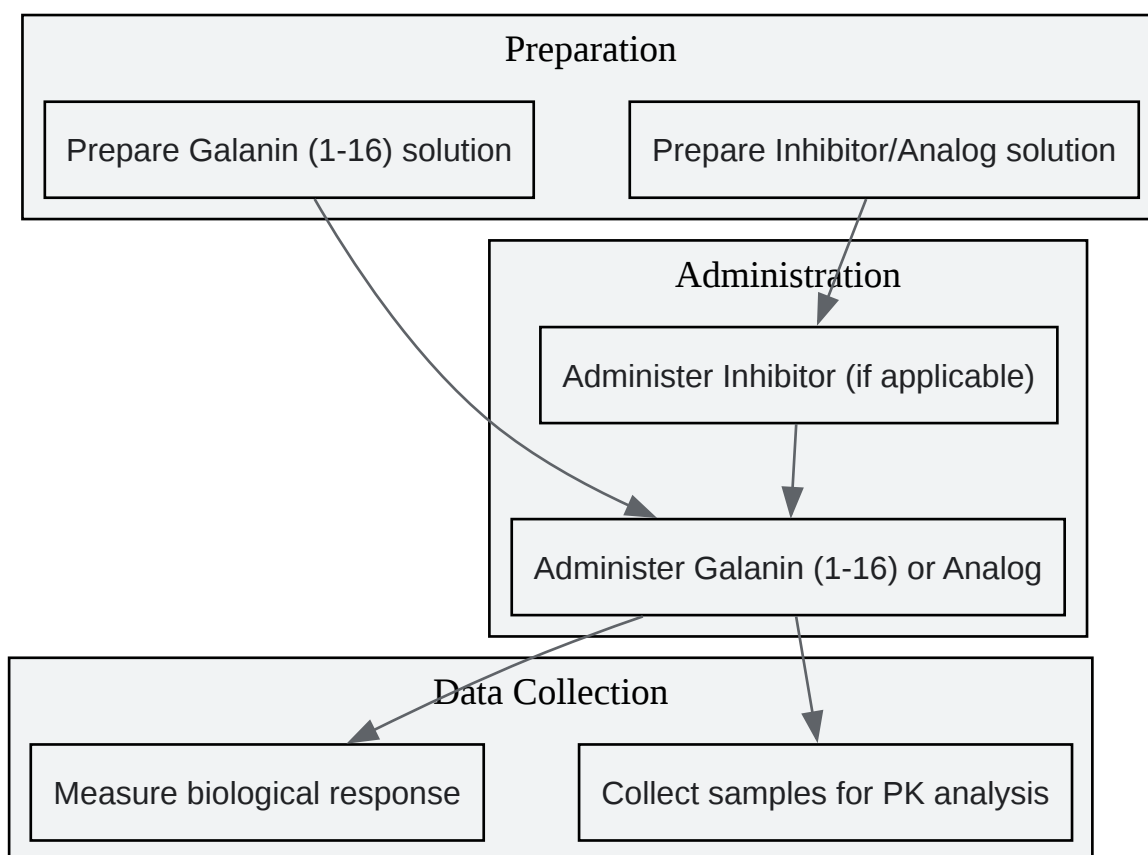 Preparation
Prepare Galanin (1-16) solution
Prepare Inhibitor/Analog solution
Administration
Administer Inhibitor (if applicable)
Administer Galanin (1-16) or Analog
Data Collection
Measure biological response
Collect samples for PK analysis